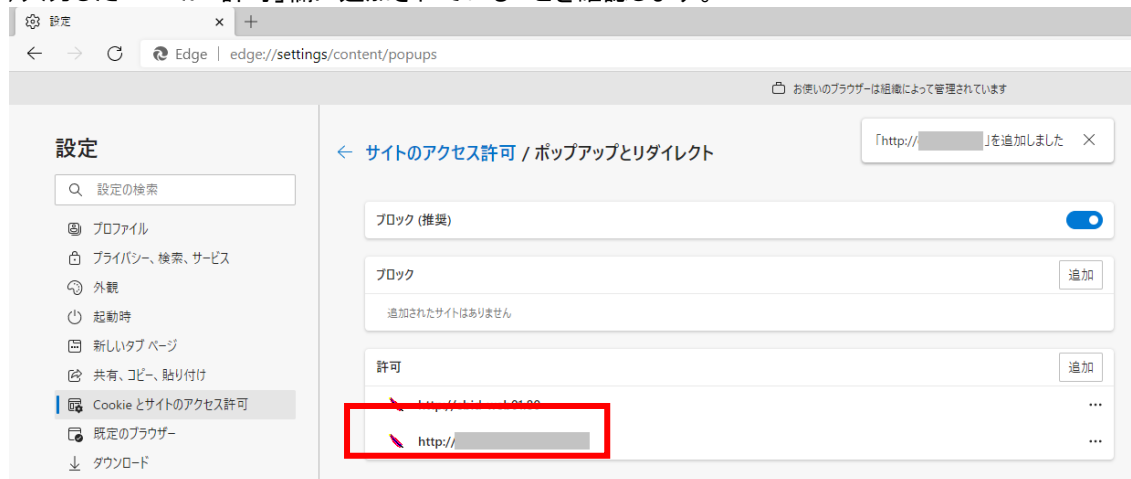 設定
Edge | edge://settings/content/popups
お使いのブラウザーは組織によって管理されています
設定
設定の検索
プロファイル
プライバシー、検索、サービス
外観
起動時
新しいタブ ページ
共有、コピー、貼り付け
Cookie とサイトのアクセス許可
既定のブラウザー
ダウンロード
サイトのアクセス許可 / ポップアップとリダイレクト
「http:// 」を追加しました
ブロック (推奨)
ブロック
追加
追加されたサイトはありません
許可
追加
http://